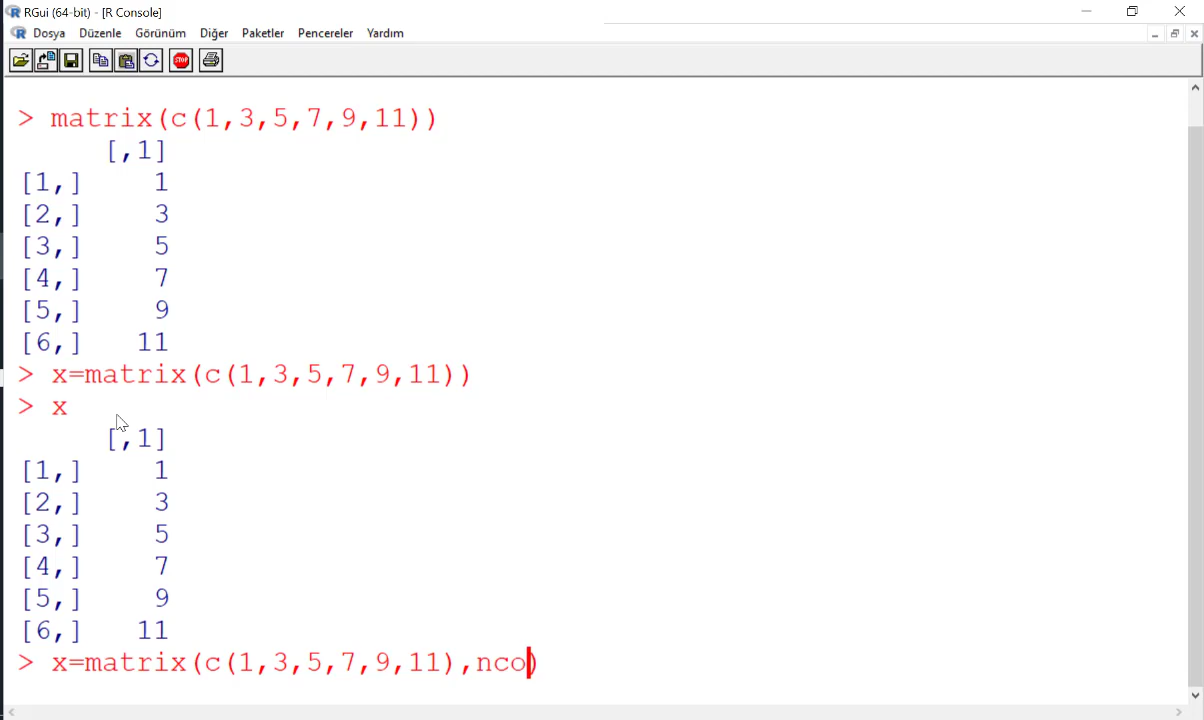 RGui (64-bit) - [R Console]
Dosya Düzenle Görünüm Diğer Paketler Pencereler Yardım
STOP
> matrix(c(1,3,5,7,9,11))
[,1]
[1,] 1
[2,] 3
[3,] 5
[4,] 7
[5,] 9
[6,] 11
> x=matrix(c(1,3,5,7,9,11))
> x
[,1]
[1,] 1
[2,] 3
[3,] 5
[4,] 7
[5,] 9
[6,] 11
> x=matrix(c(1,3,5,7,9,11),nco)